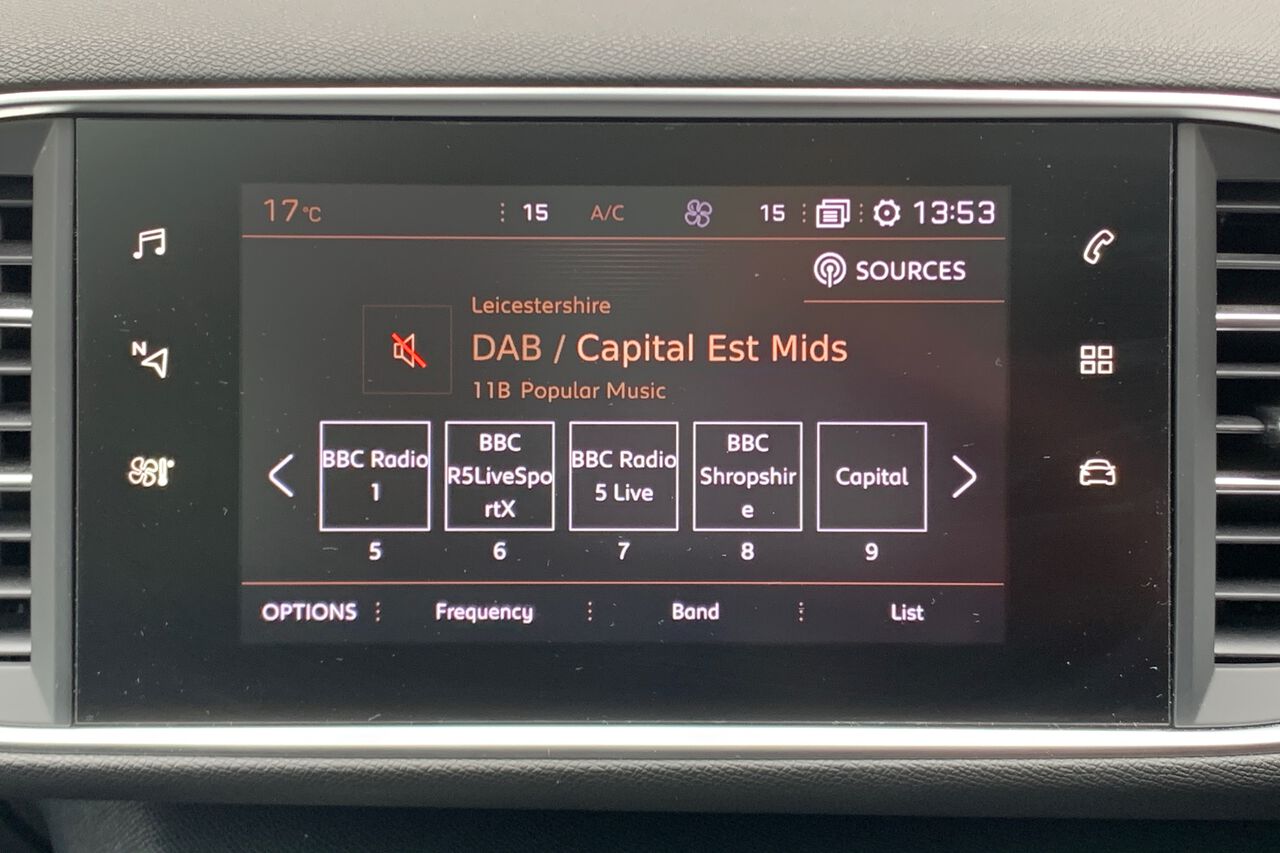 17°C 15 A/C 15 13:53
SOURCES
Leicestershire
DAB / Capital Est Mids
11B Popular Music
N
BBC Radio
1
BBC
R5LiveSpo
rtX
BBC Radio
5 Live
BBC
Shropshir
e
Capital
5 6 7 8 9
OPTIONS Frequency Band List